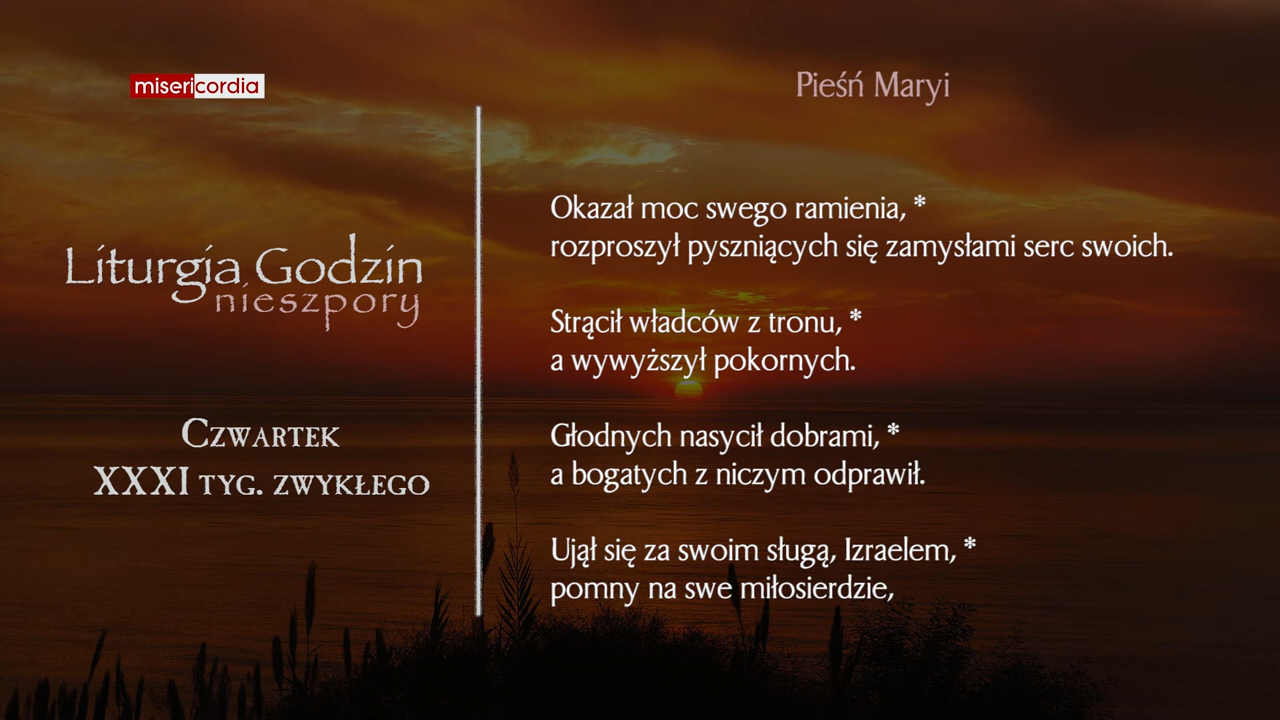 misericordia
Liturgia Godzin
nieszpory
Czwartek
XXXI tyg. zwykłego
Pieśń Maryi
Okazał moc swego ramienia, *
rozproszył pyszniących się zamysłami serc swoich.
Strącił władców z tronu, *
a wywyższył pokornych.
Głodnych nasycił dobrami, *
a bogatych z niczym odprawił.
Ujął się za swoim sługą, Izraelem, *
pomny na swe miłosierdzie,